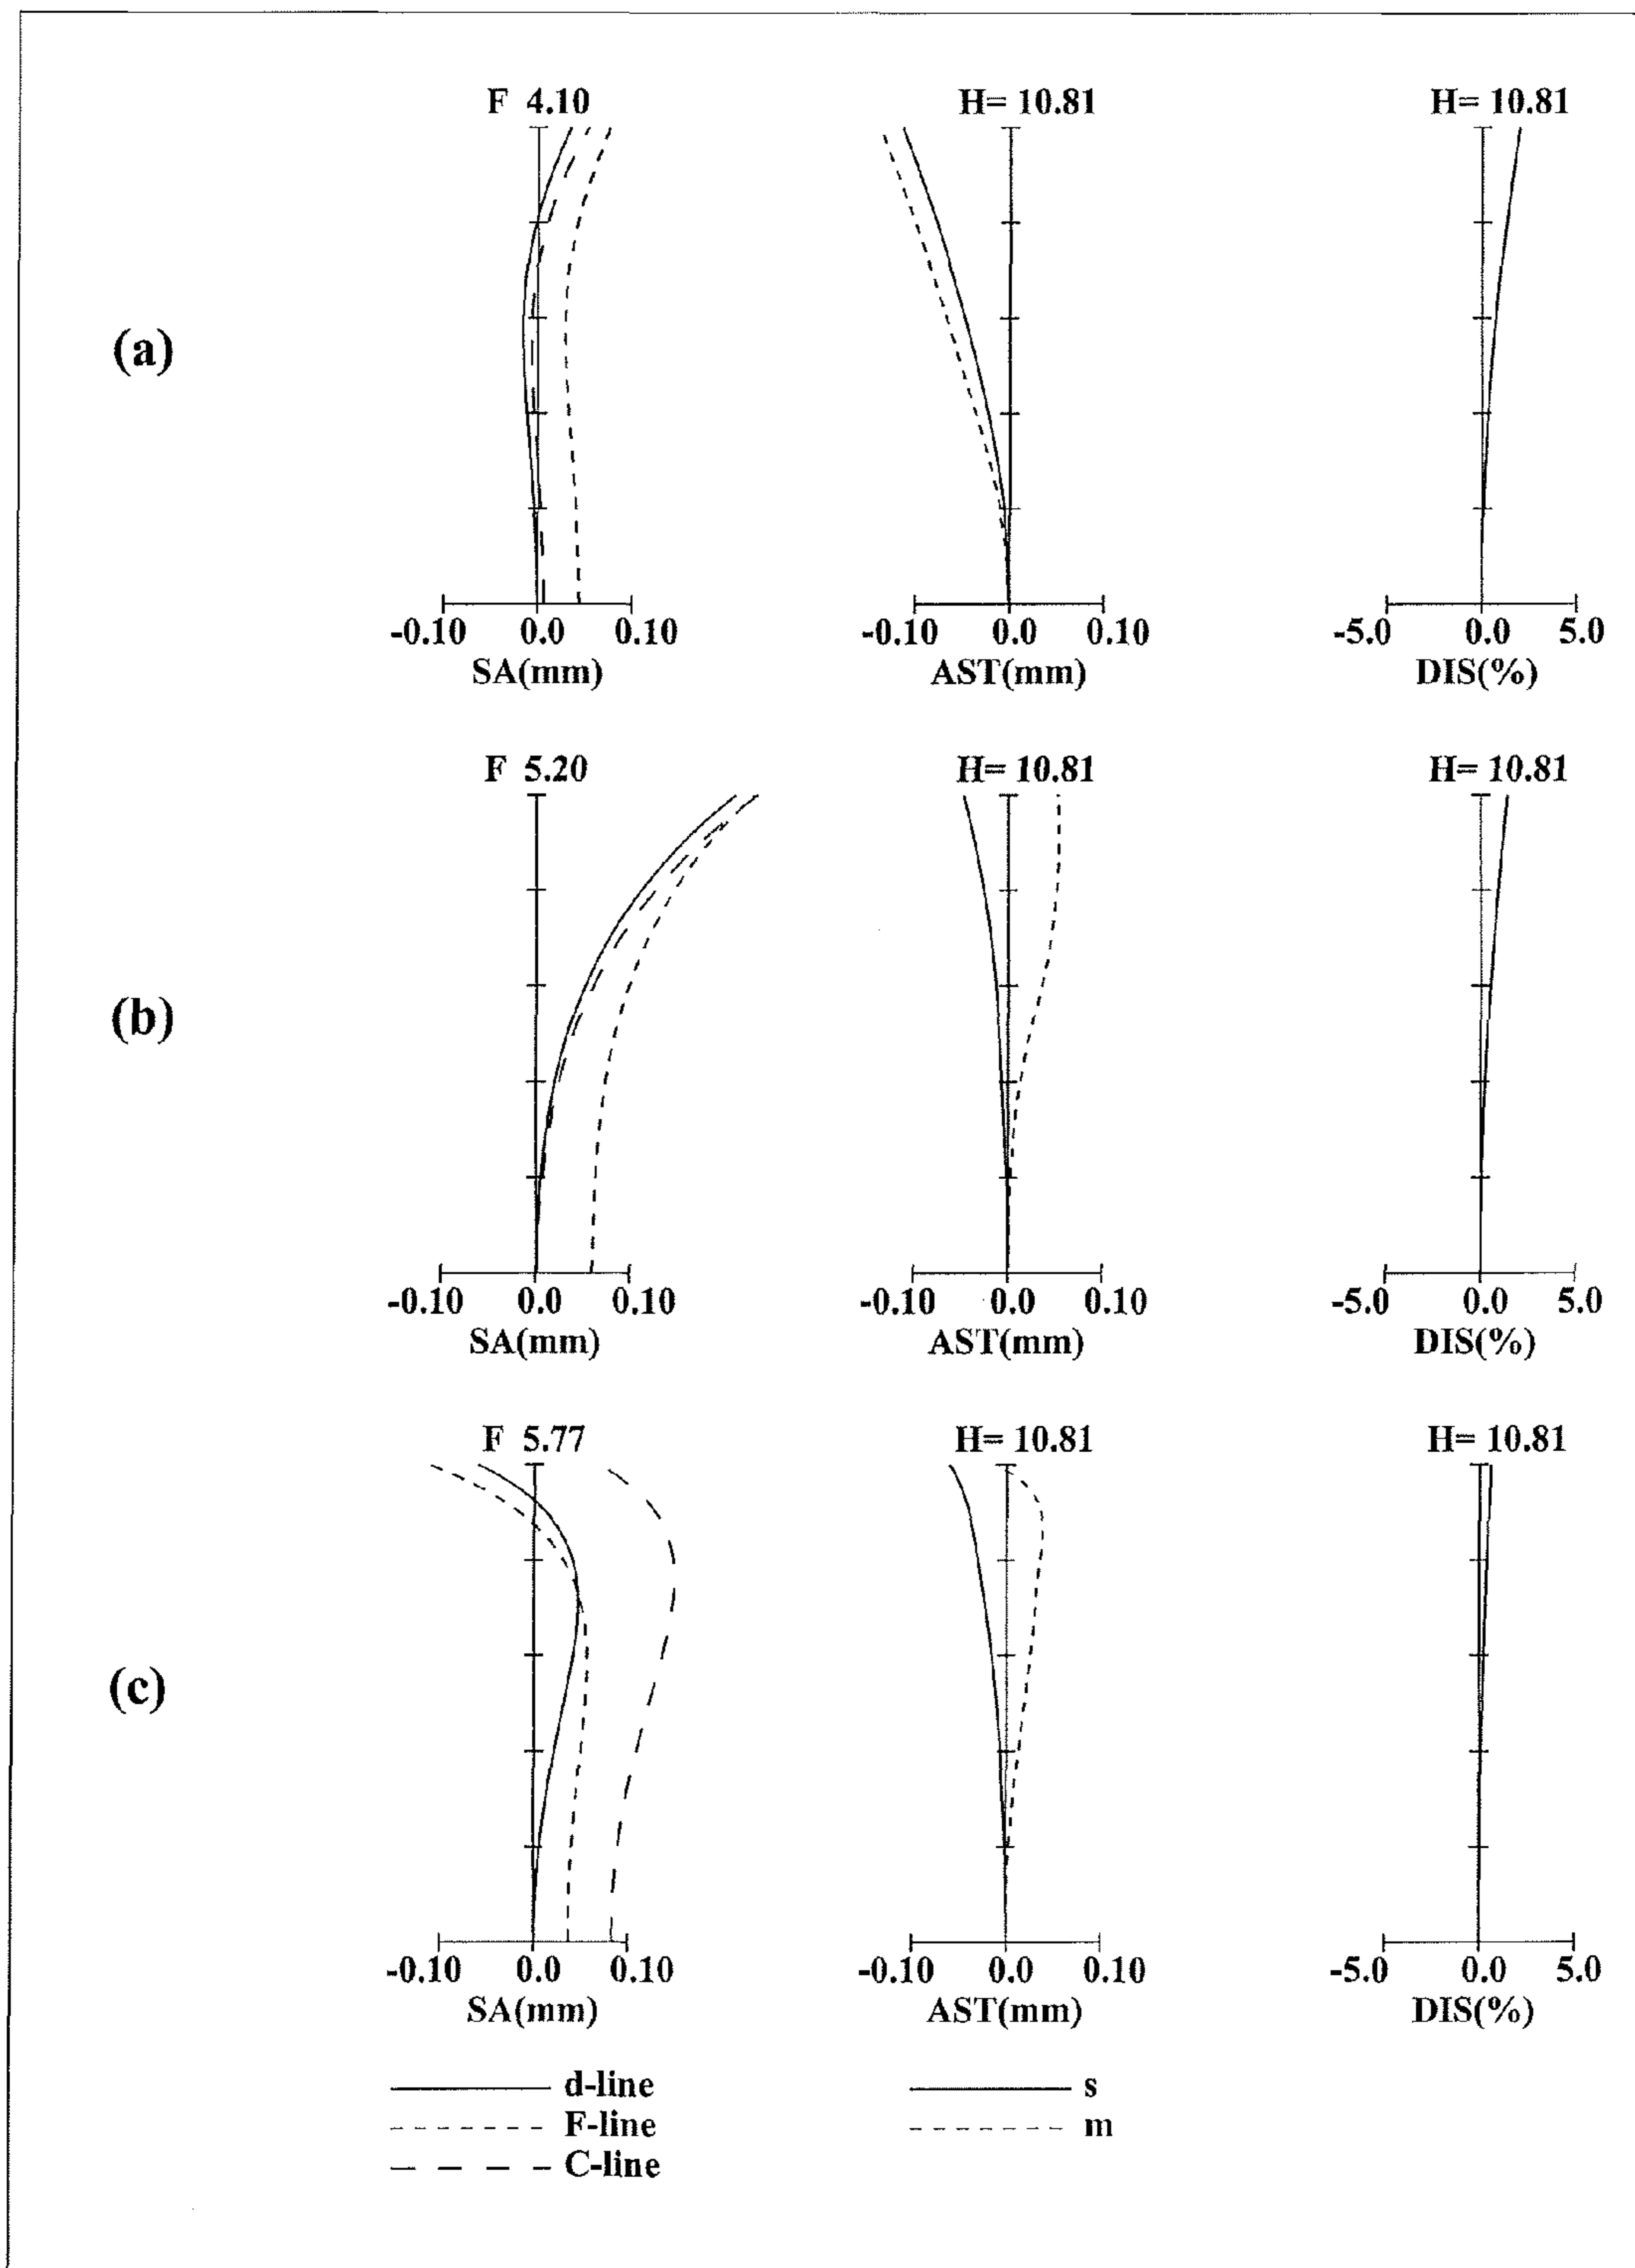 F 4.10 H= 10.81 H= 10.81
(a)
-0.10 0.0 0.10 -0.10 0.0 0.10 -5.0 0.0 5.0
SA(mm) AST(mm) DIS(%)
F 5.20 H= 10.81 H= 10.81
(b)
-0.10 0.0 0.10 -0.10 0.0 0.10 -5.0 0.0 5.0
SA(mm) AST(mm) DIS(%)
F 5.77 H= 10.81 H= 10.81
(c)
-0.10 0.0 0.10 -0.10 0.0 0.10 -5.0 0.0 5.0
SA(mm) AST(mm) DIS(%)
d-line s
F-line m
C-line